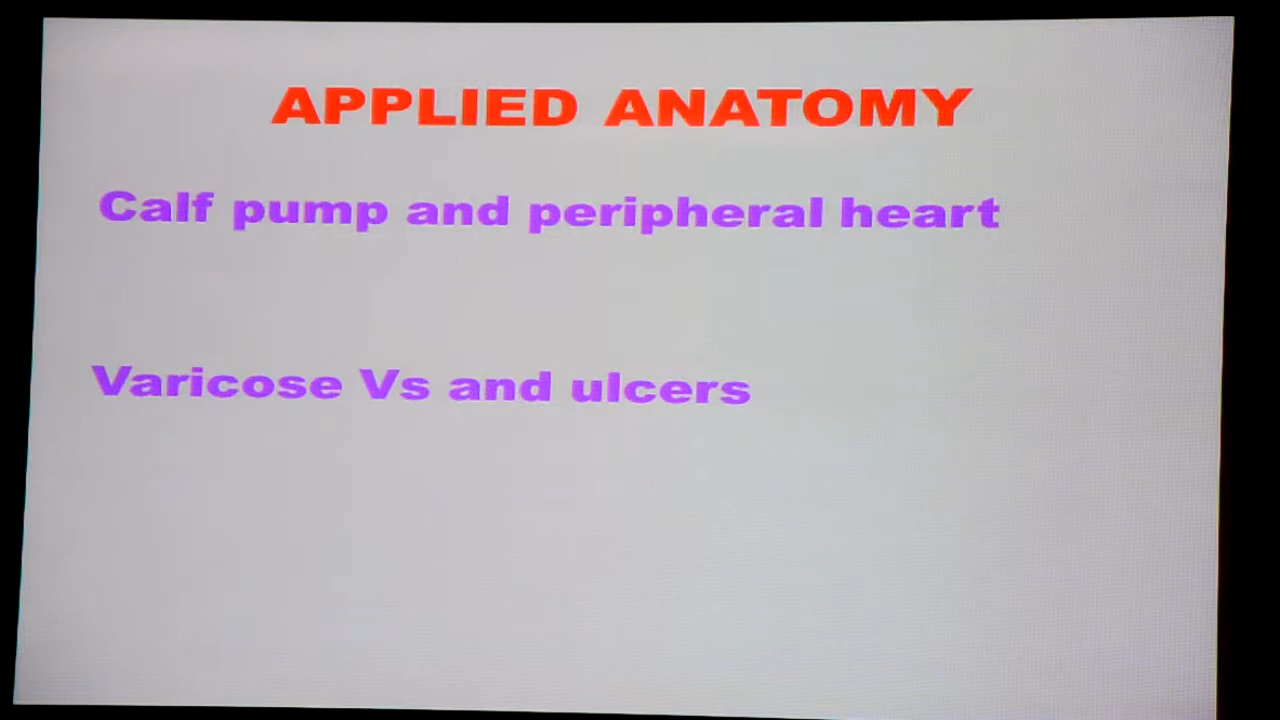 APPLIED ANATOMY
Calf pump and peripheral heart
Varicose Vs and ulcers